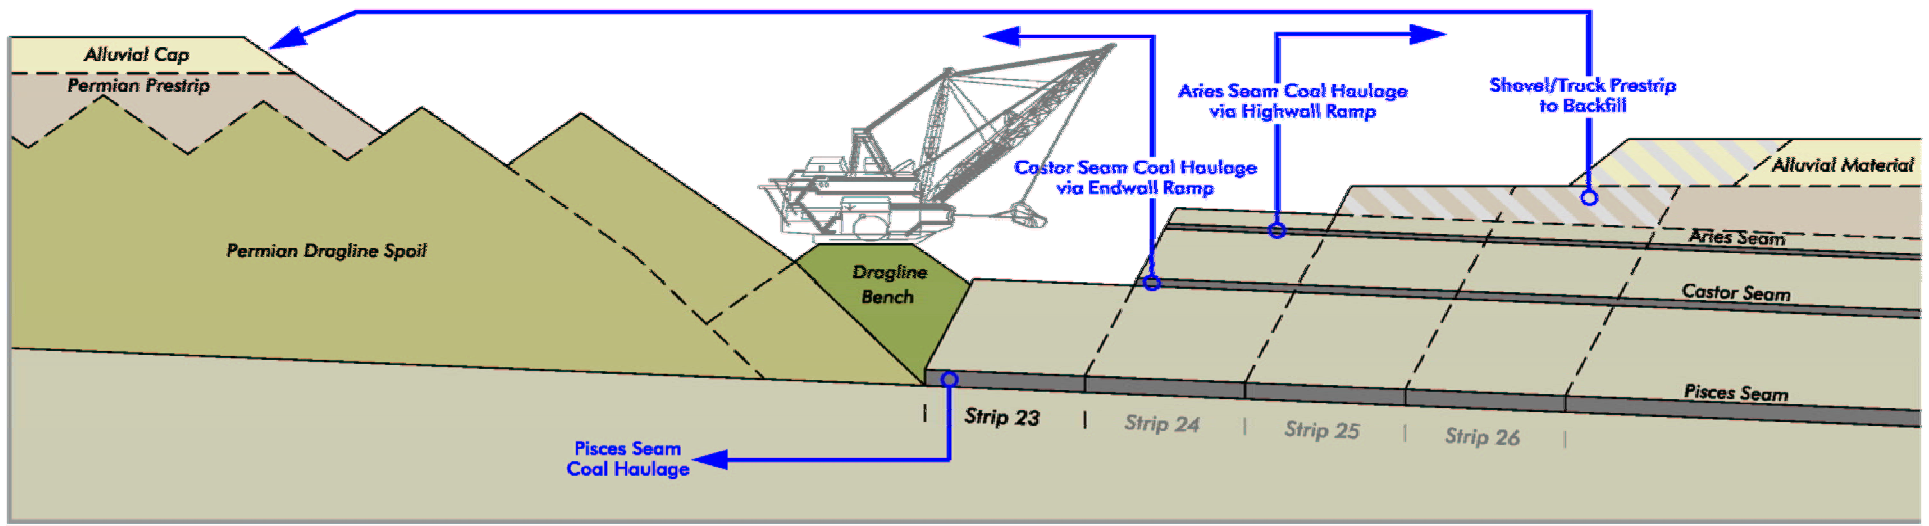 Alluvial Cap
Permian Prestrip
Aries Seam Coal Haulage
via Highwall Ramp
Shovel/Truck Prestrip
to Backfill
Castor Seam Coal Haulage
via Endwall Ramp
Alluvial Material
Permian Dragline Spoil
Dragline
Bench
Aries Seam
Castor Seam
Pisces Seam
Strip 23
Strip 24
Strip 25
Strip 26
Pisces Seam
Coal Haulage